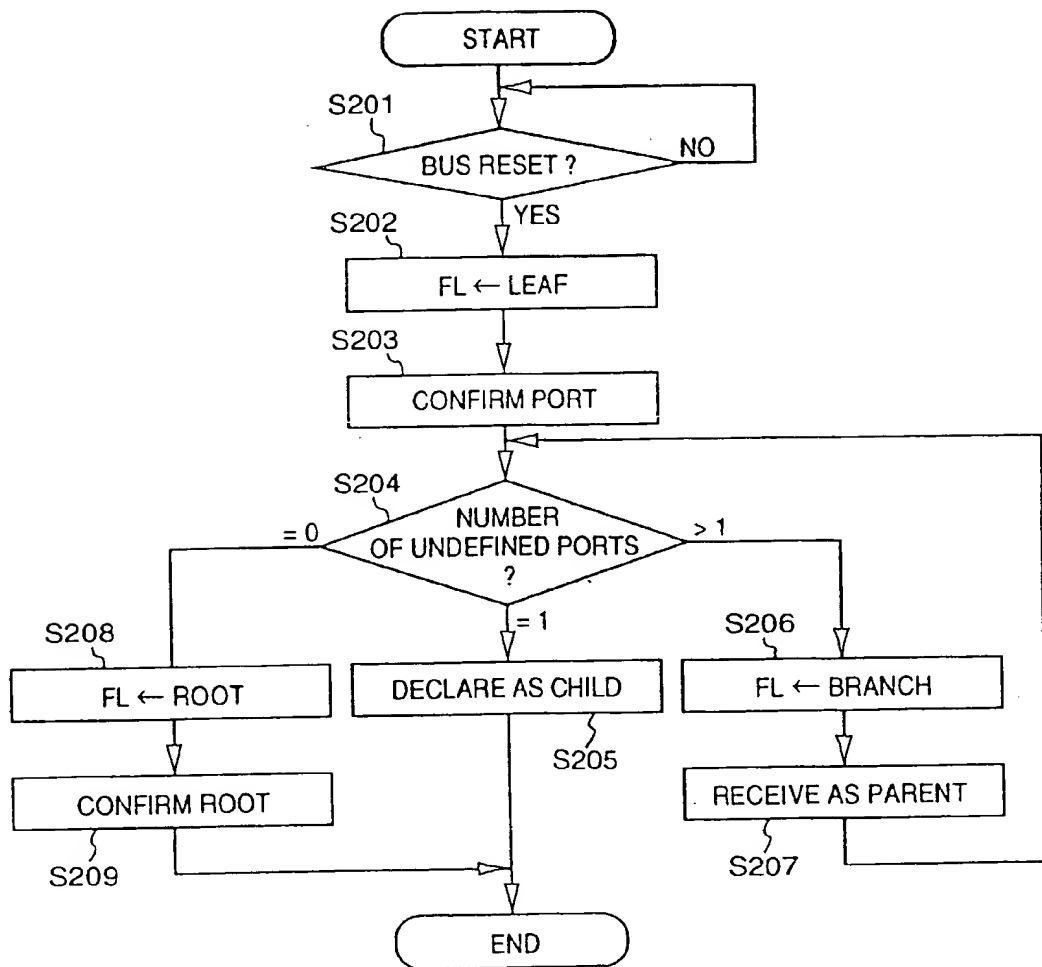 START
S201
BUS RESET ?
NO
YES
S202
FL ← LEAF
S203
CONFIRM PORT
S204
= 0
NUMBER
OF UNDEFINED PORTS
?
> 1
= 1
S208
FL ← ROOT
DECLARE AS CHILD
S205
S206
FL ← BRANCH
CONFIRM ROOT
S209
RECEIVE AS PARENT
S207
END